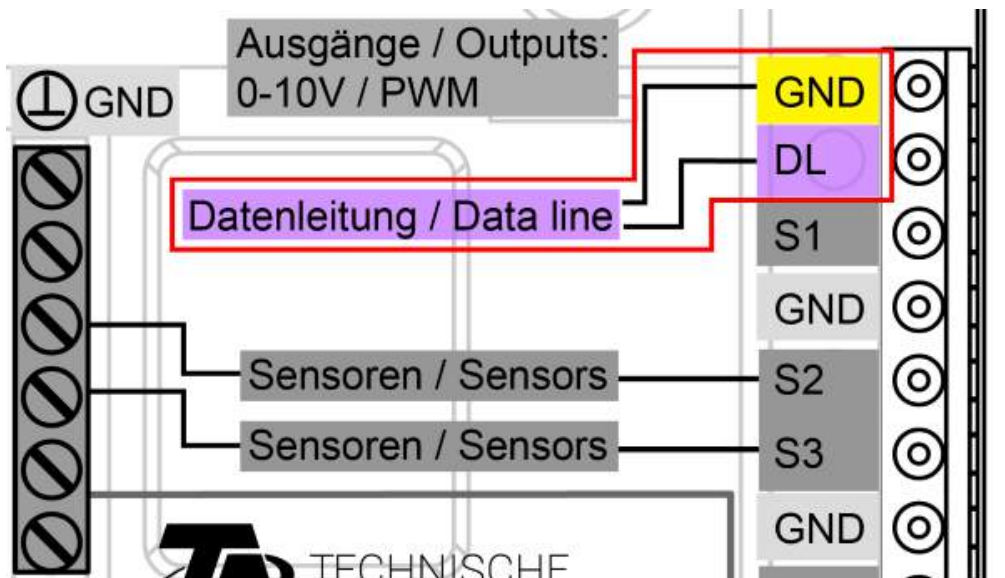 Ausgänge / Outputs:
0-10V / PWM
GND
GND
DL
Datenleitung / Data line
S1
GND
Sensoren / Sensors
S2
Sensoren / Sensors
S3
GND
TA
TECHNISCHE